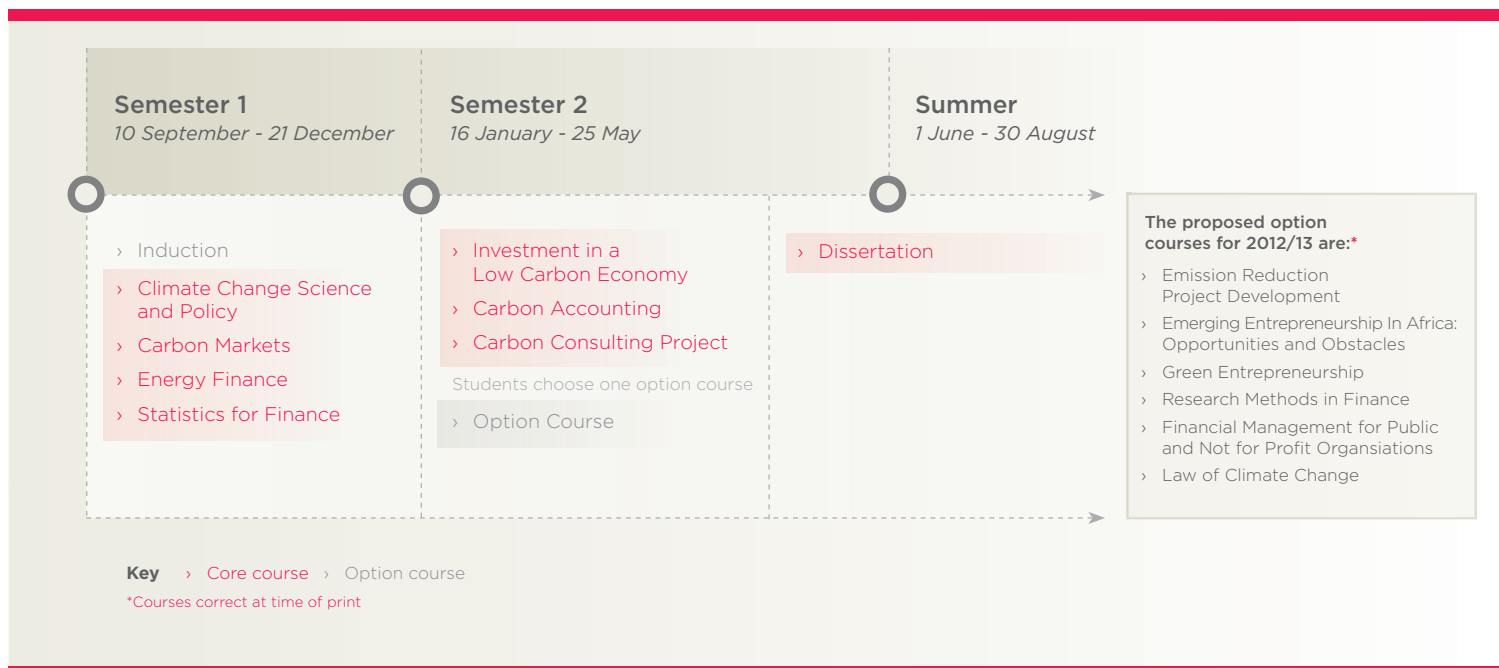 Semester 1
10 September - 21 December
Semester 2
16 January - 25 May
Summer
1 June - 30 August
› Induction
› Climate Change Science
and Policy
› Carbon Markets
› Energy Finance
› Statistics for Finance
› Investment in a
Low Carbon Economy
› Carbon Accounting
› Carbon Consulting Project
Students choose one option course
› Option Course
› Dissertation
The proposed option
courses for 2012/13 are:*
› Emission Reduction
Project Development
› Emerging Entrepreneurship In Africa:
Opportunities and Obstacles
› Green Entrepreneurship
› Research Methods in Finance
› Financial Management for Public
and Not for Profit Organsiations
› Law of Climate Change
Key › Core course › Option course
*Courses correct at time of print